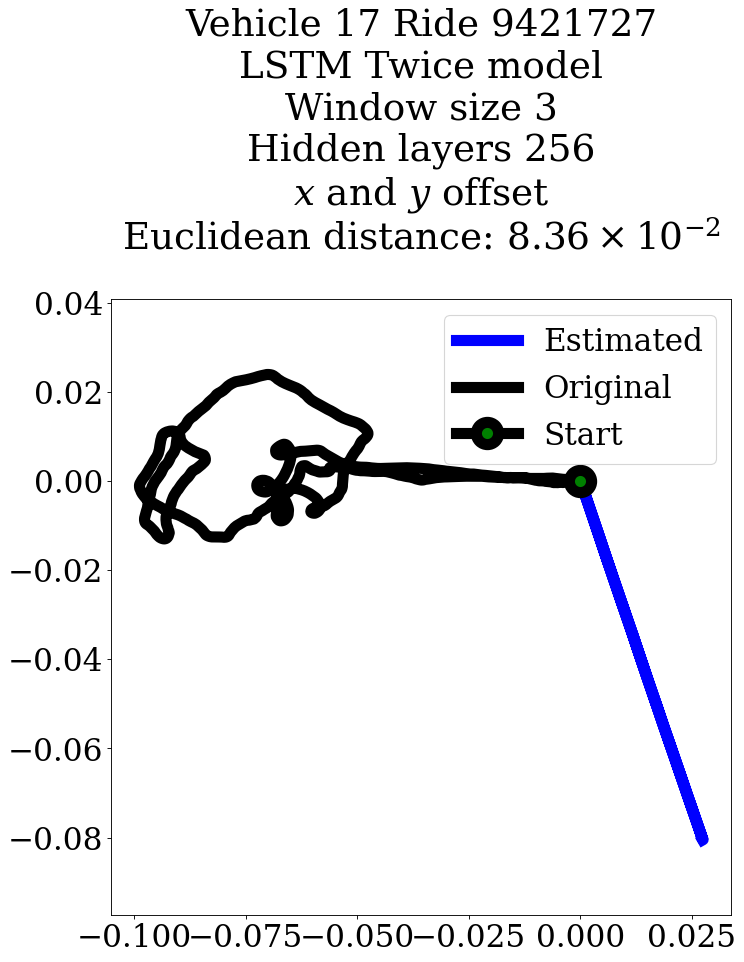 Vehicle 17 Ride 9421727
LSTM Twice model
Window size 3
Hidden layers 256
x and y offset
Euclidean distance: 8.36 × 10⁻²
0.04
0.02
0.00
−0.02
−0.04
−0.06
−0.08
Estimated
Original
Start
−0.100 −0.075 −0.050 −0.025 0.000 0.025